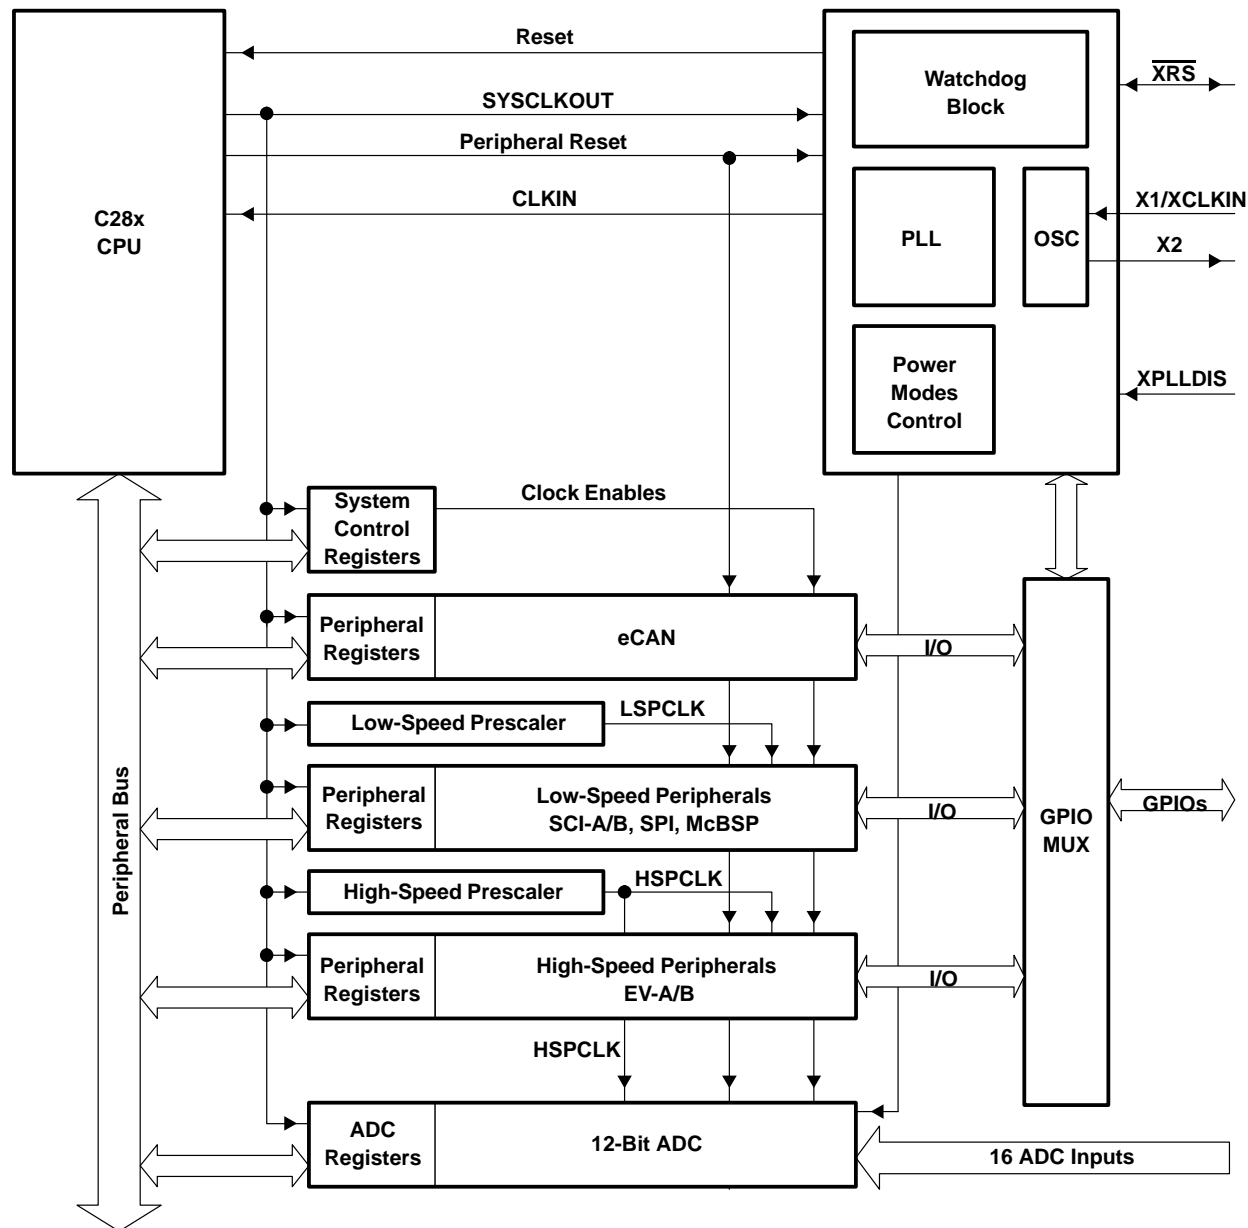 Reset
Watchdog
Block
XRS
SYSCLKOUT
Peripheral Reset
C28x
CPU
CLKIN
PLL
OSC
X1/XCLKIN
X2
Power
Modes
Control
XPLLDIS
System
Control
Registers
Clock Enables
Peripheral
Registers
eCAN
I/O
Low-Speed Prescaler
LSPCLK
Peripheral Bus
Peripheral
Registers
Low-Speed Peripherals
SCI-A/B, SPI, McBSP
I/O
GPIO
MUX
GPIOs
High-Speed Prescaler
HSPCLK
Peripheral
Registers
High-Speed Peripherals
EV-A/B
I/O
HSPCLK
ADC
Registers
12-Bit ADC
16 ADC Inputs